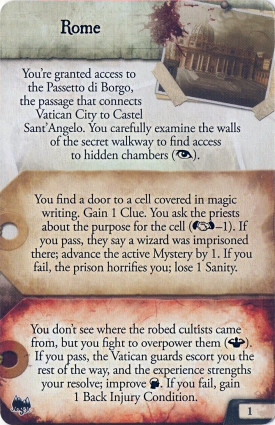 Rome
You're granted access to
the Passetto di Borgo,
the passage that connects
Vatican City to Castel
Sant'Angelo. You carefully examine the walls
of the secret walkway to find access
to hidden chambers ( ).
You find a door to a cell covered in magic
writing. Gain 1 Clue. You ask the priests
about the purpose for the cell ( –1). If
you pass, they say a wizard was imprisoned
there; advance the active Mystery by 1. If you
fail, the prison horrifies you; lose 1 Sanity.
You don't see where the robed cultists came
from, but you fight to overpower them ( ).
If you pass, the Vatican guards escort you the
rest of the way, and the experience strengthens
your resolve; improve . If you fail, gain
1 Back Injury Condition.
1